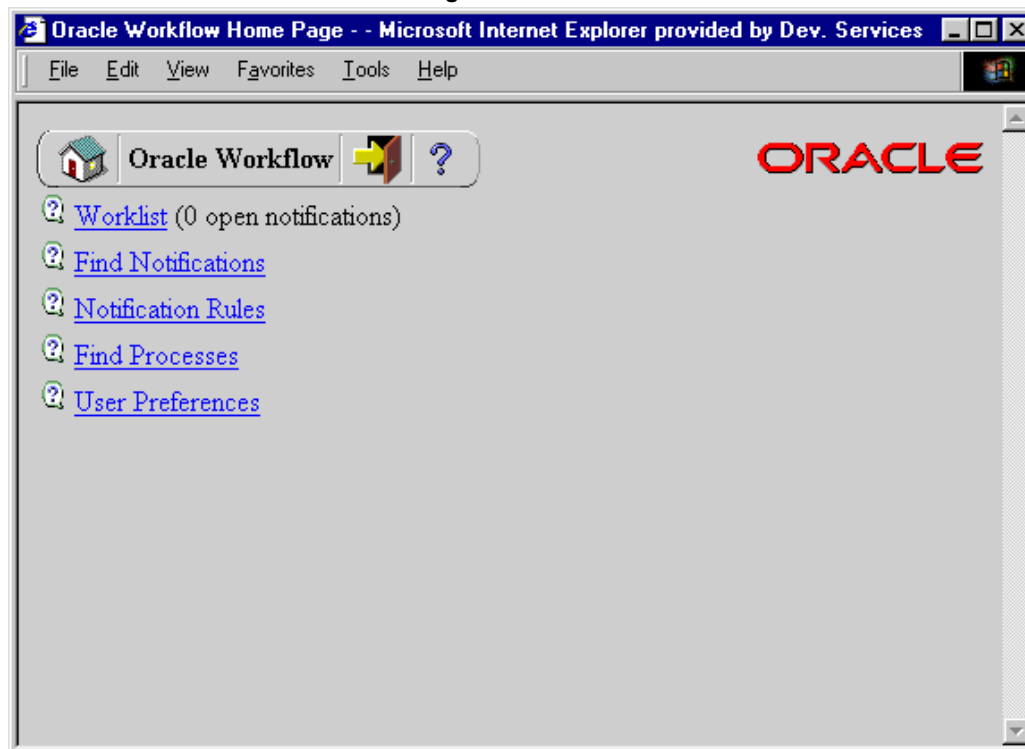 Oracle Workflow Home Page - - Microsoft Internet Explorer provided by Dev. Services
File Edit View Favorites Tools Help
Oracle Workflow ?
ORACLE
Worklist (0 open notifications)
Find Notifications
Notification Rules
Find Processes
User Preferences